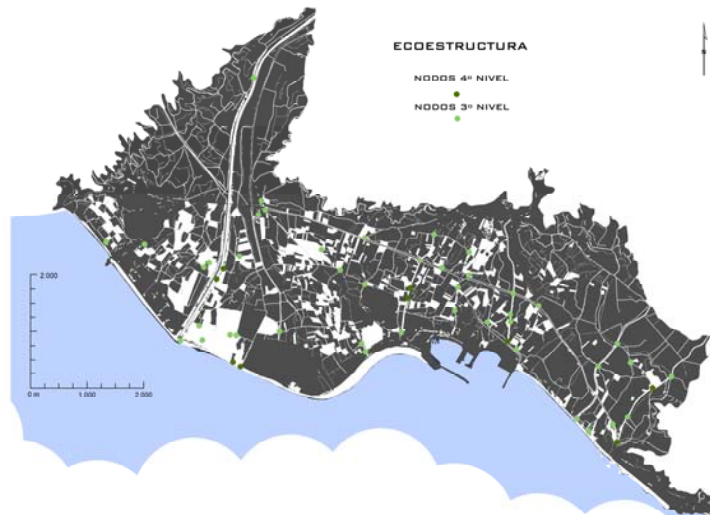 ECOESTRUCTURA
N
NODOS 4º NIVEL
NODOS 3º NIVEL
2 000
0 m 1 000 2 000